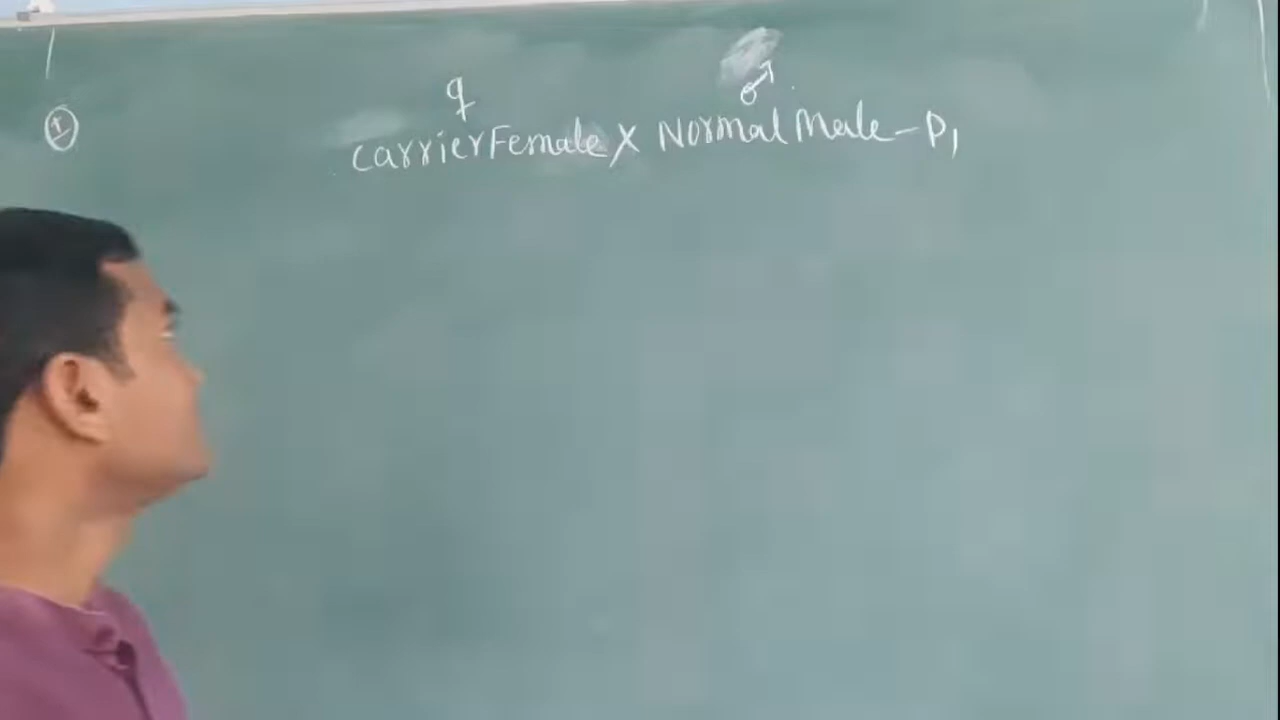 ♀ ♂
①
Carrier Female X Normal Male - P1